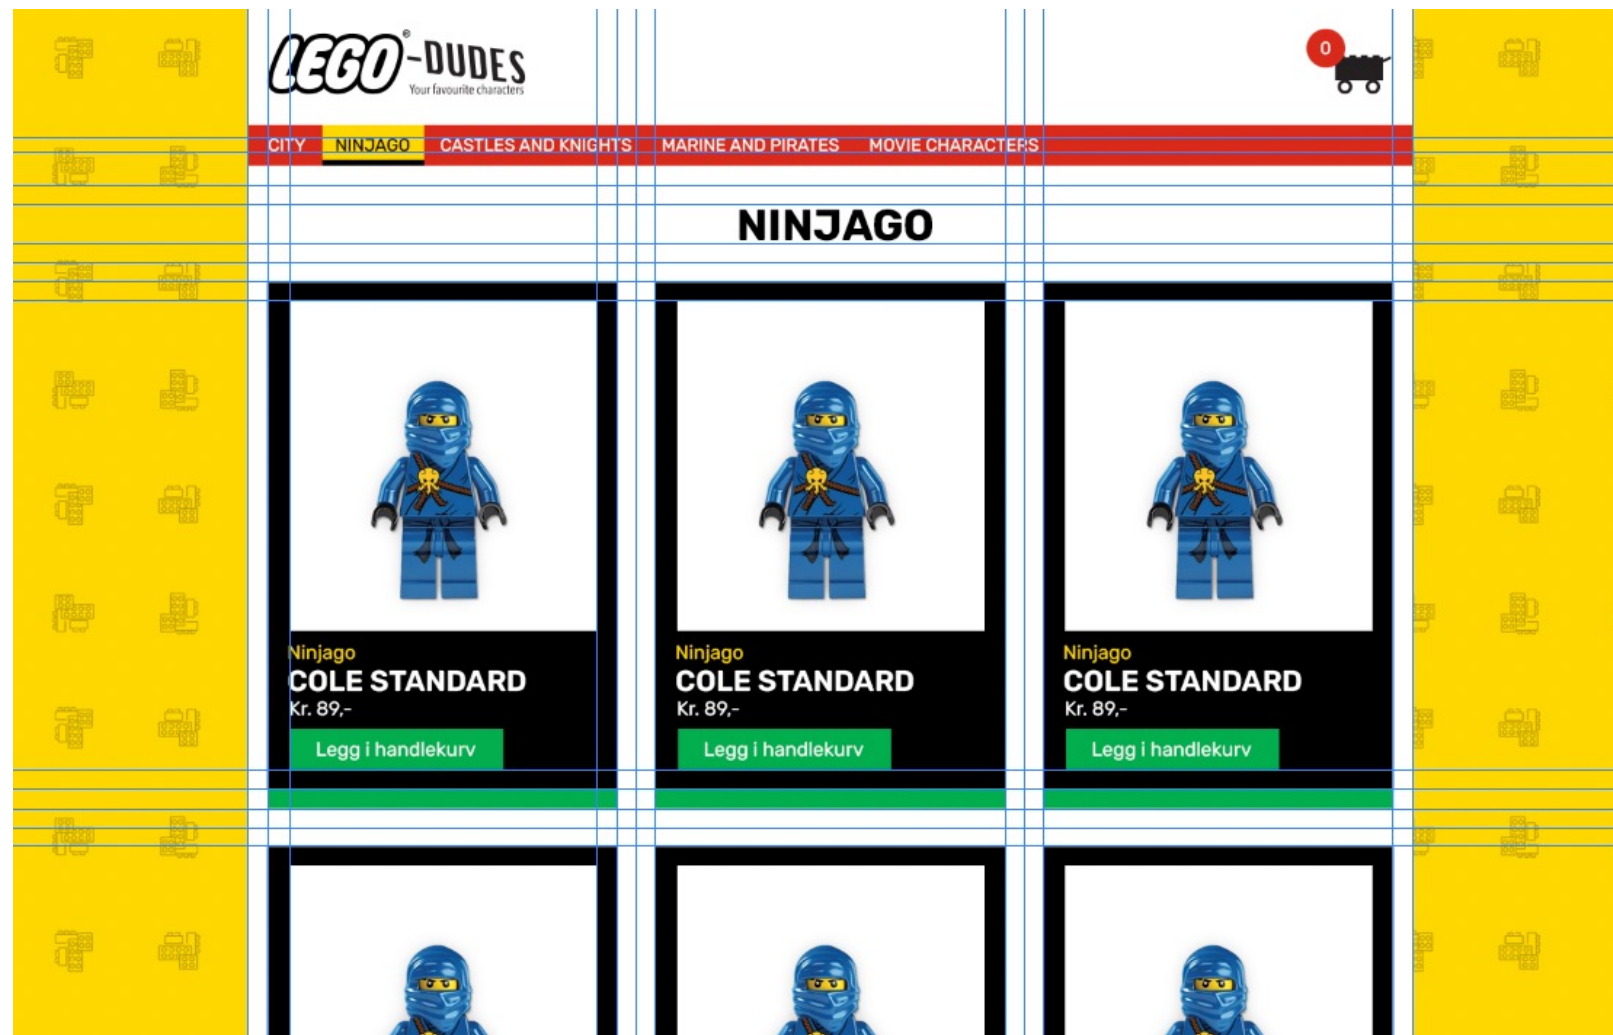 LEGO®-DUDES
Your favourite characters
0
CITY NINJAGO CASTLES AND KNIGHTS MARINE AND PIRATES MOVIE CHARACTERS
NINJAGO
Ninjago Ninjago Ninjago
COLE STANDARD COLE STANDARD COLE STANDARD
Kr. 89,- Kr. 89,- Kr. 89,-
Legg i handlekurv Legg i handlekurv Legg i handlekurv